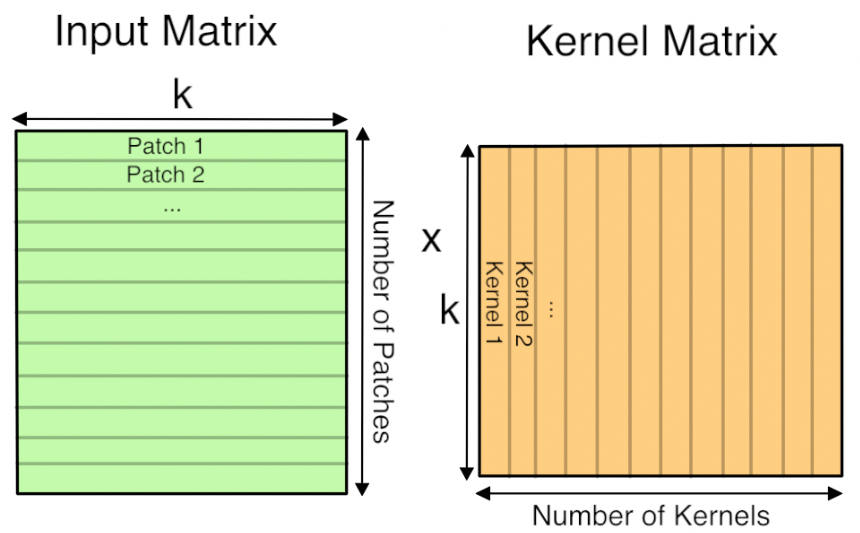 Input Matrix
Kernel Matrix
k
Patch 1
Patch 2
...
Number of Patches
x
k
Kernel 1
Kernel 2
...
Number of Kernels